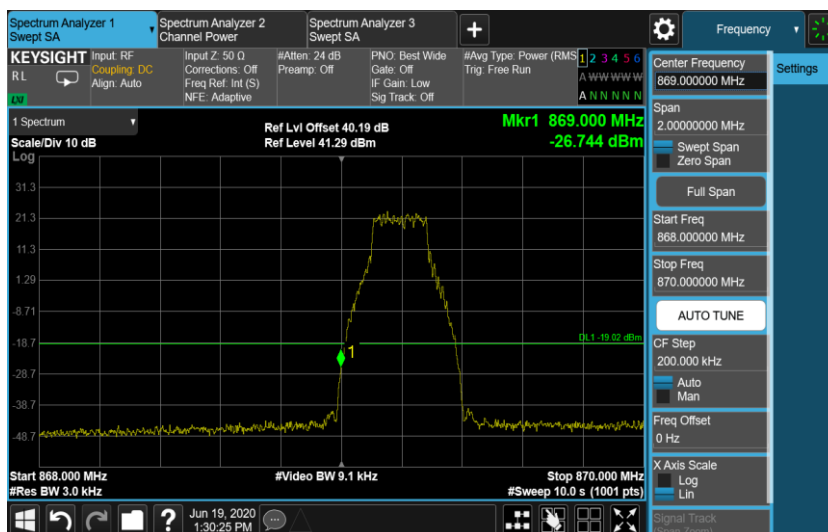 Spectrum Analyzer 1
Swept SA
Spectrum Analyzer 2
Channel Power
Spectrum Analyzer 3
Swept SA
Frequency
KEYSIGHT
RL
LXI
Input: RF
Coupling: DC
Align: Auto
Input Z: 50 Ω
Corrections: Off
Freq Ref: Int (S)
NFE: Adaptive
#Atten: 24 dB
Preamp: Off
PNO: Best Wide
Gate: Off
IF Gain: Low
Sig Track: Off
#Avg Type: Power (RMS
Trig: Free Run
1 2 3 4 5 6
A W W W W W
A N N N N N
1 Spectrum
Scale/Div 10 dB
Log
Ref Lvl Offset 40.19 dB
Ref Level 41.29 dBm
Mkr1 869.000 MHz
-26.744 dBm
31.3
21.3
11.3
1.29
-8.71
-18.7
-28.7
-38.7
-48.7
DL1 -19.02 dBm
1
Start 868.000 MHz
#Res BW 3.0 kHz
#Video BW 9.1 kHz
Stop 870.000 MHz
#Sweep 10.0 s (1001 pts)
Jun 19, 2020
1:30:25 PM
Center Frequency
869.000000 MHz
Settings
Span
2.00000000 MHz
Swept Span
Zero Span
Full Span
Start Freq
868.000000 MHz
Stop Freq
870.000000 MHz
AUTO TUNE
CF Step
200.000 kHz
Auto
Man
Freq Offset
0 Hz
X Axis Scale
Log
Lin
Signal Track
(Span Zoom)